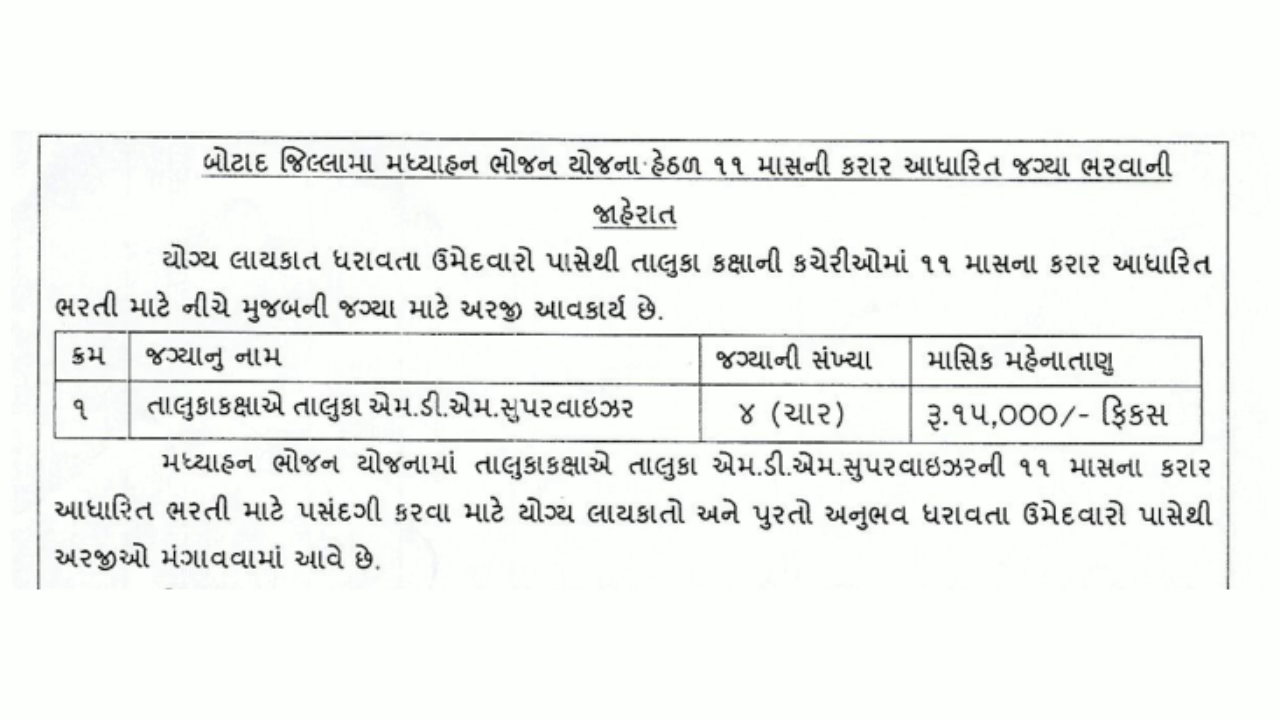 બોટાદ જિલ્લામા મધ્યાહન ભોજન યોજના હેઠળ ૧૧ માસની કરાર આધારિત જગ્યા ભરવાની
જાહેરાત
યોગ્ય લાયકાત ધરાવતા ઉમેદવારો પાસેથી તાલુકા કક્ષાની કચેરીઓમાં ૧૧ માસના કરાર આધારિત
ભરતી માટે નીચે મુજબની જગ્યા માટે અરજી આવકાર્ય છે.
ક્રમ જગ્યાનુ નામ જગ્યાની સંખ્યા માસિક મહેનાતાણુ
૧ તાલુકાકક્ષાએ તાલુકા એમ.ડી.એમ.સુપરવાઇઝર ૪ (ચાર) રૂ.૧૫,૦૦૦/- ફિકસ
મધ્યાહન ભોજન યોજનામાં તાલુકાકક્ષાએ તાલુકા એમ.ડી.એમ.સુપરવાઇઝરની ૧૧ માસના કરાર
આધારિત ભરતી માટે પસંદગી કરવા માટે યોગ્ય લાયકાતો અને પુરતો અનુભવ ધરાવતા ઉમેદવારો પાસેથી
અરજીઓ મંગાવવામાં આવે છે.